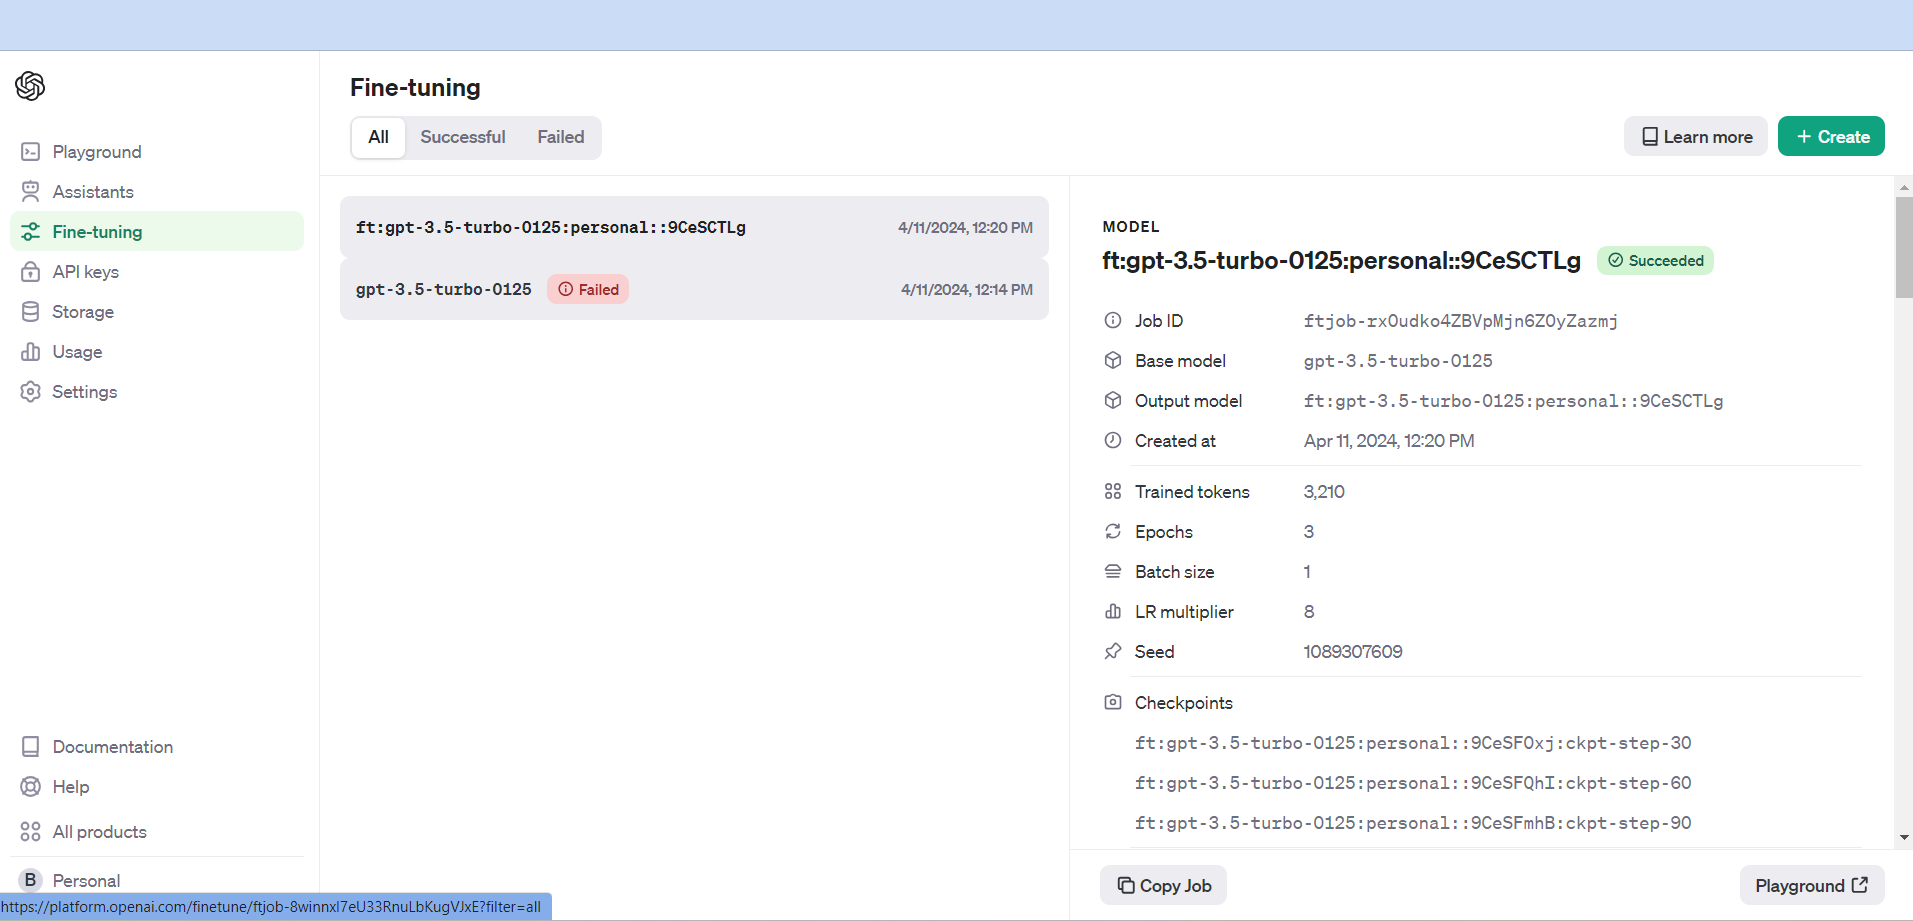 Fine-tuning
All Successful Failed
Learn more
+ Create
Playground
Assistants
Fine-tuning
API keys
Storage
Usage
Settings
Documentation
Help
All products
B Personal
https://platform.openai.com/finetune/ftjob-8winnxI7eU33RnuLbKugVJxE?filter=all
ft:gpt-3.5-turbo-0125:personal::9CeSCTLg 4/11/2024, 12:20 PM
gpt-3.5-turbo-0125 Failed 4/11/2024, 12:14 PM
MODEL
ft:gpt-3.5-turbo-0125:personal::9CeSCTLg Succeeded
Job ID ftjob-rxOudko4ZBVpMjn6ZOyZazmj
Base model gpt-3.5-turbo-0125
Output model ft:gpt-3.5-turbo-0125:personal::9CeSCTLg
Created at Apr 11, 2024, 12:20 PM
Trained tokens 3,210
Epochs 3
Batch size 1
LR multiplier 8
Seed 1089307609
Checkpoints
ft:gpt-3.5-turbo-0125:personal::9CeSFOxj:ckpt-step-30
ft:gpt-3.5-turbo-0125:personal::9CeSFQhI:ckpt-step-60
ft:gpt-3.5-turbo-0125:personal::9CeSFmhB:ckpt-step-90
Copy Job
Playground